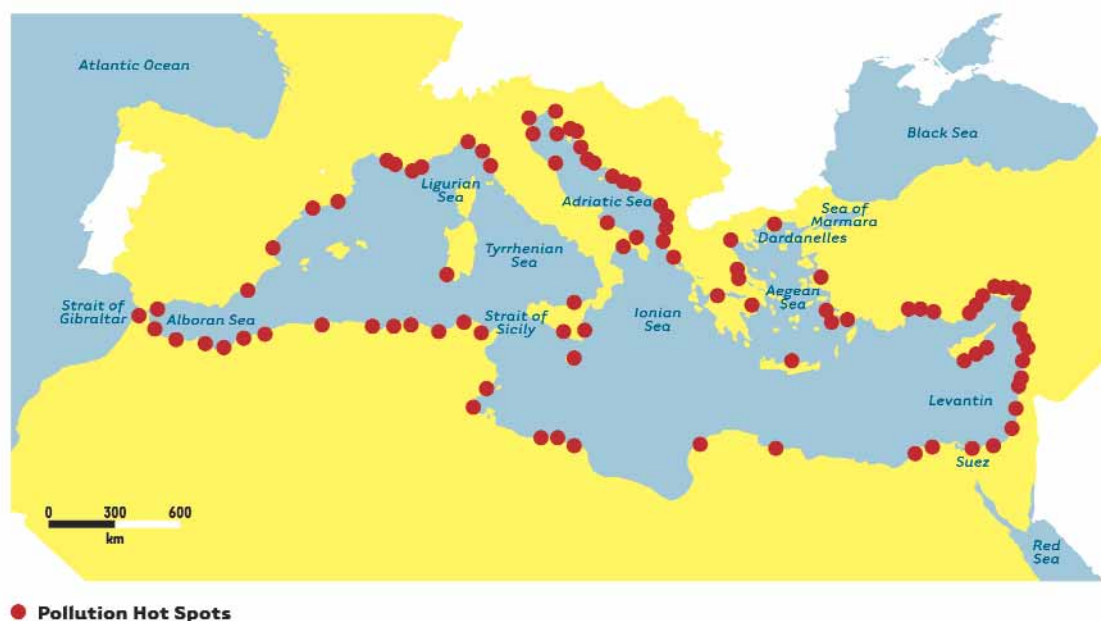 Atlantic Ocean
Black Sea
Ligurian
Sea
Adriatic Sea
Sea of
Marmara
Dardanelles
Tyrrhenian
Sea
Aegean
Sea
Strait of
Gibraltar
Alboran Sea
Strait of
Sicily
Ionian
Sea
Levantin
Suez
Red
Sea
0 300 600
km
Pollution Hot Spots